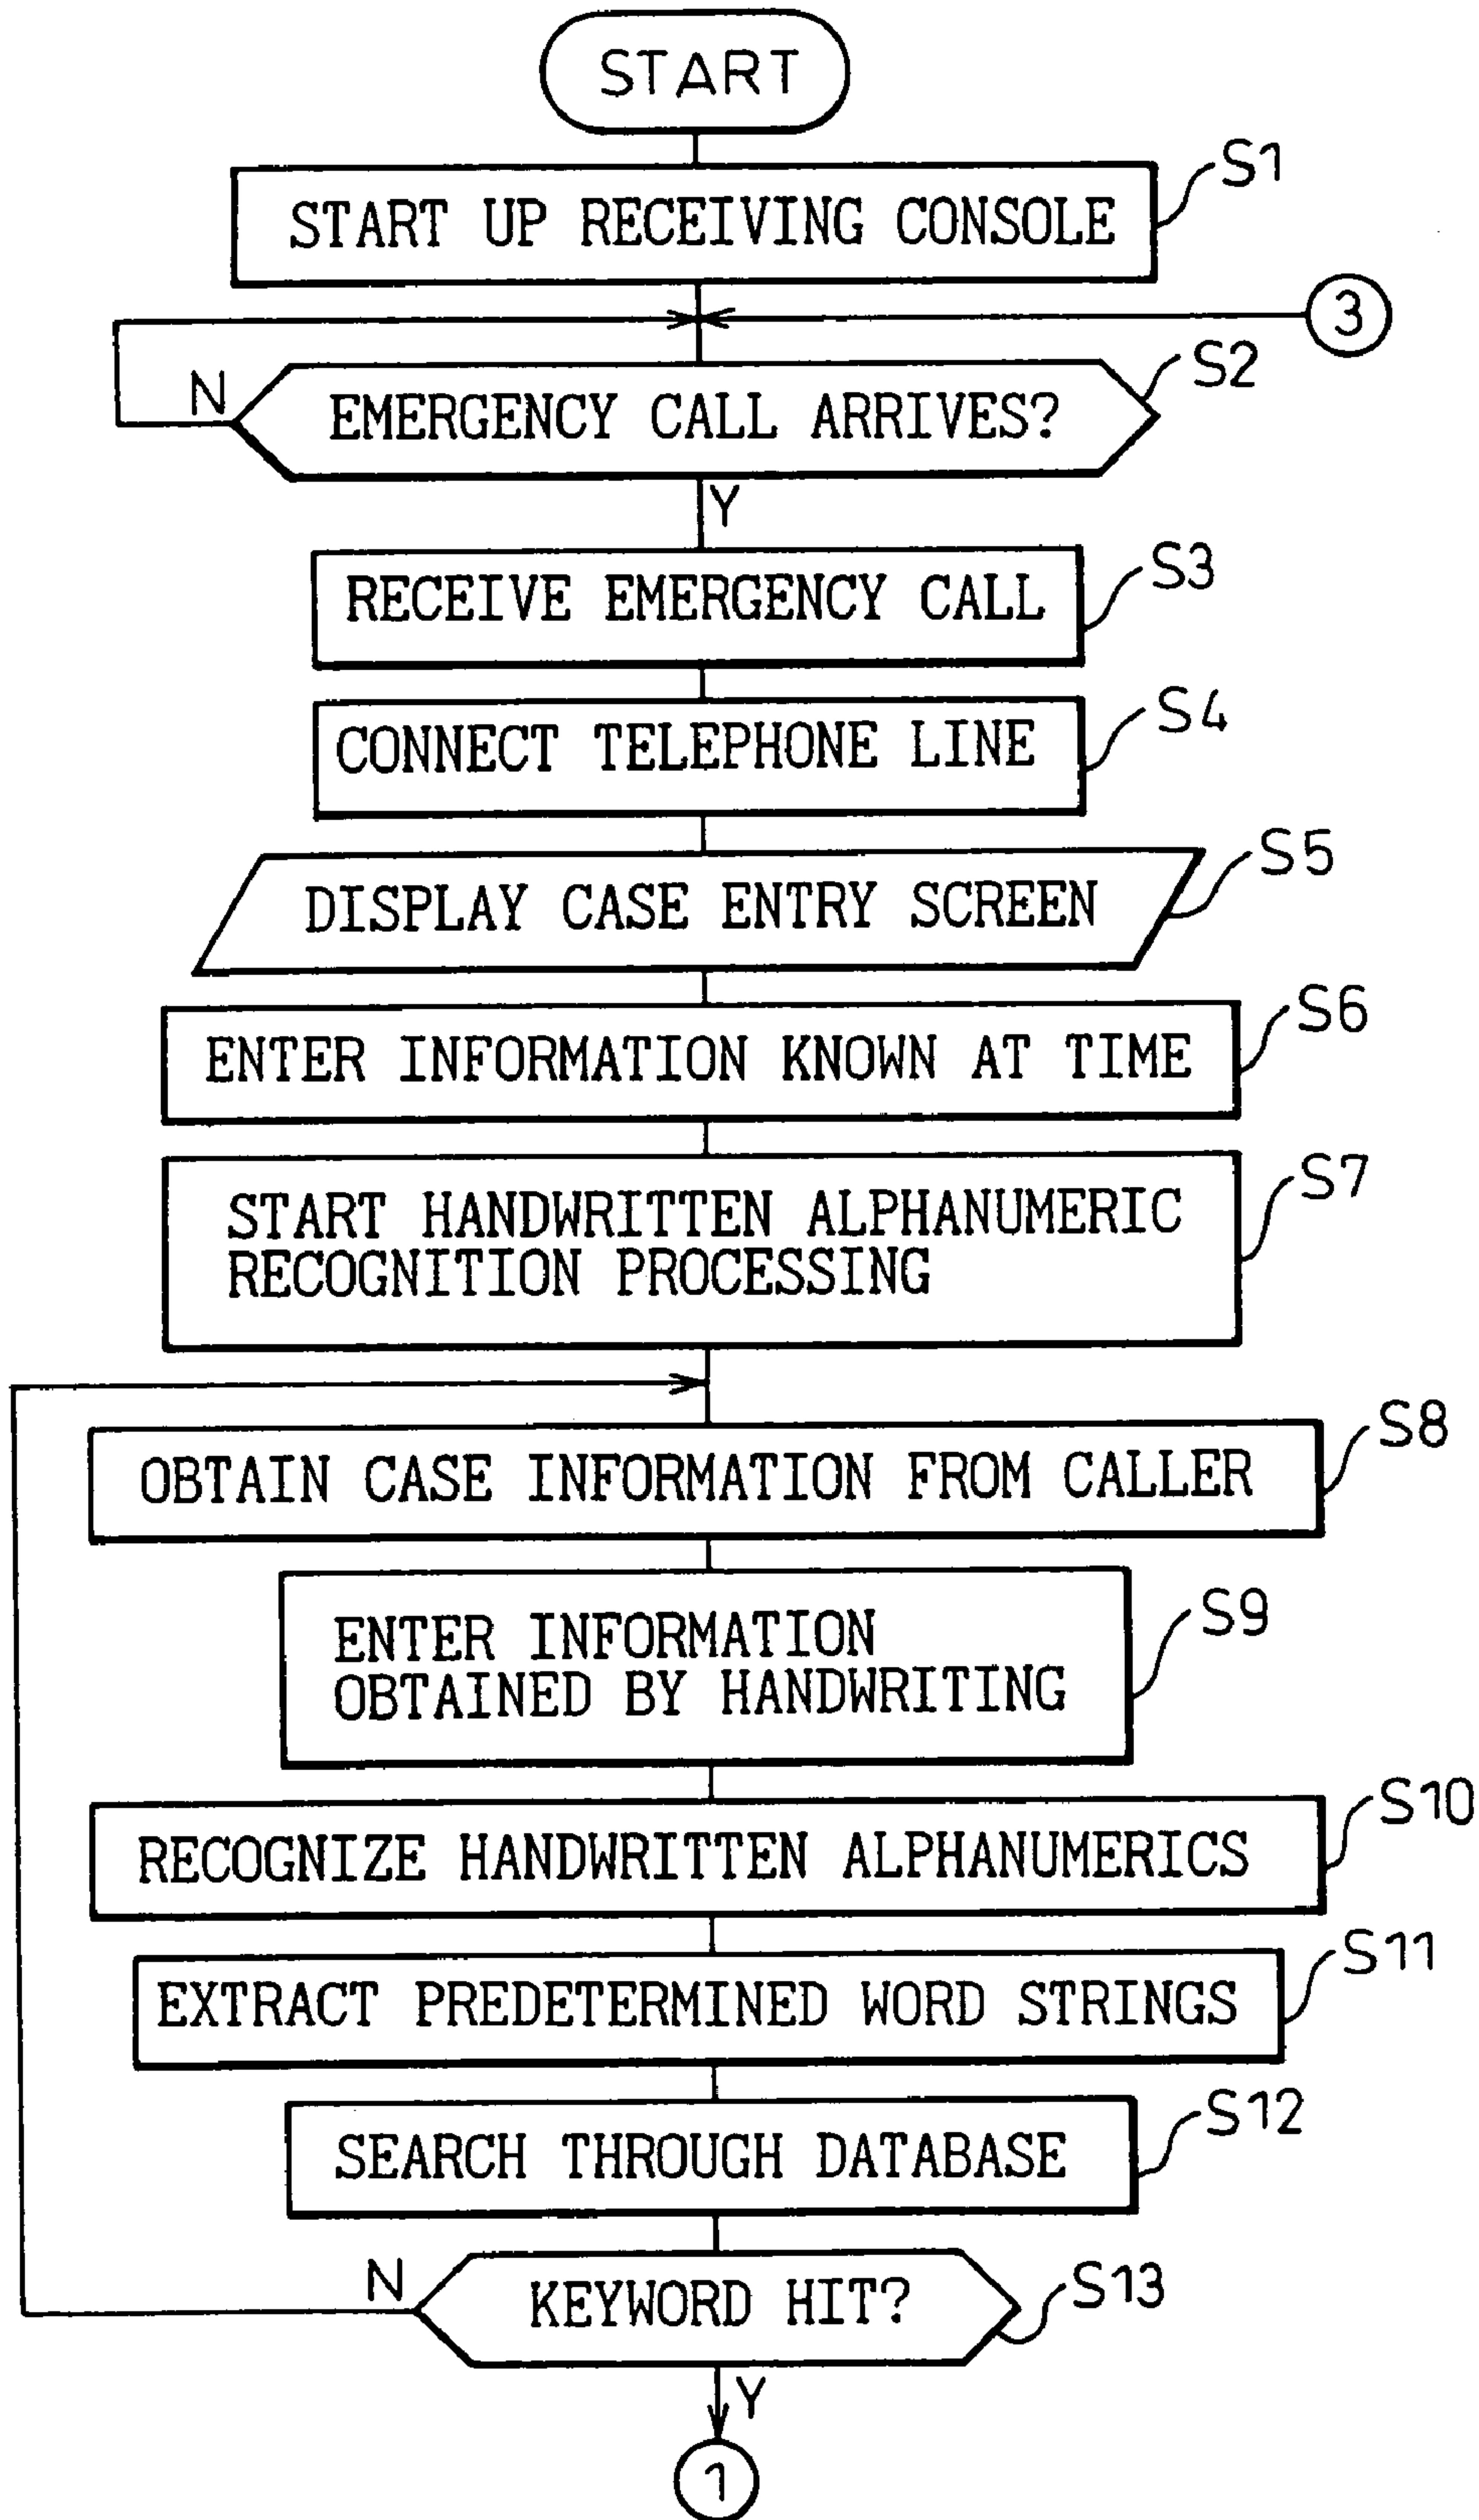 START
START UP RECEIVING CONSOLE
S1
3
N
EMERGENCY CALL ARRIVES?
S2
Y
RECEIVE EMERGENCY CALL
S3
CONNECT TELEPHONE LINE
S4
DISPLAY CASE ENTRY SCREEN
S5
ENTER INFORMATION KNOWN AT TIME
S6
START HANDWRITTEN ALPHANUMERIC
RECOGNITION PROCESSING
S7
OBTAIN CASE INFORMATION FROM CALLER
S8
ENTER INFORMATION
OBTAINED BY HANDWRITING
S9
RECOGNIZE HANDWRITTEN ALPHANUMERICS
S10
EXTRACT PREDETERMINED WORD STRINGS
S11
SEARCH THROUGH DATABASE
S12
N
KEYWORD HIT?
S13
Y
1